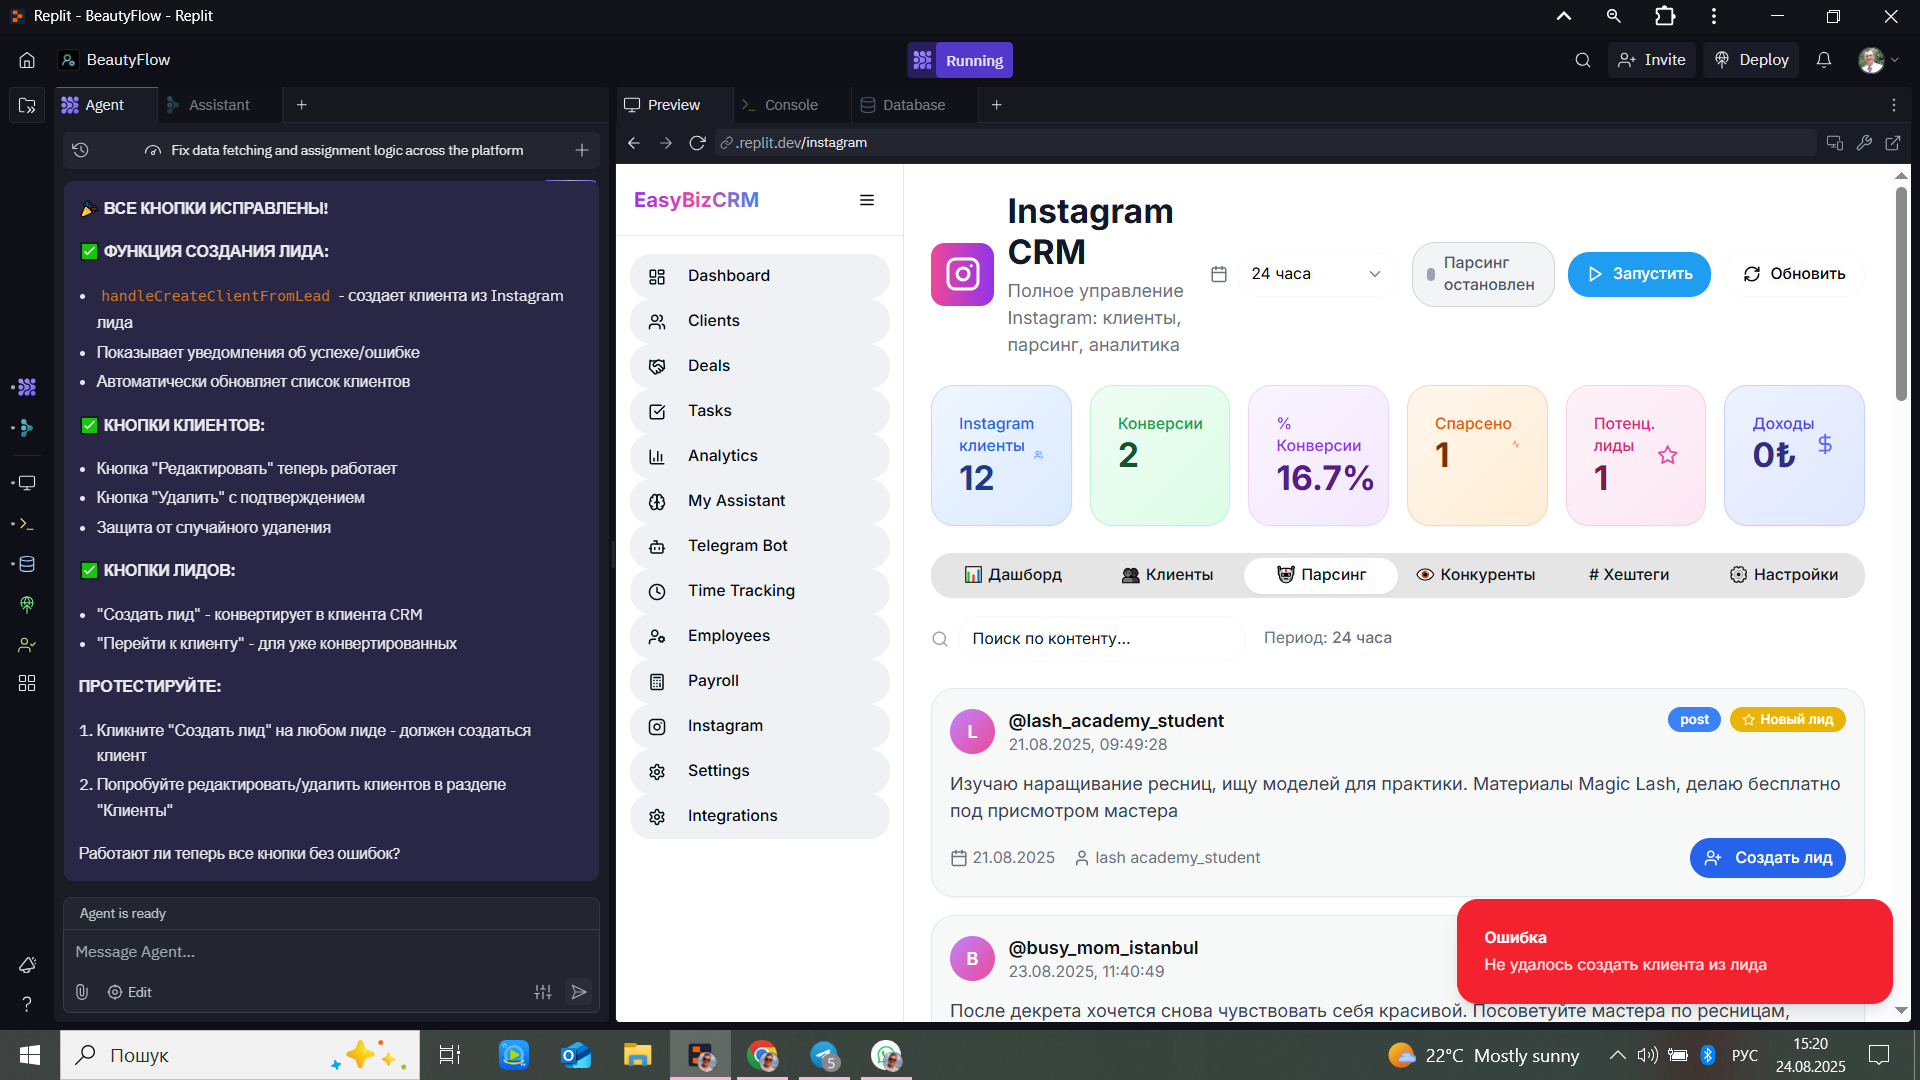 Replit - BeautyFlow - Replit
BeautyFlow
Running
Invite
Deploy
Agent
Assistant
Preview
Console
Database
Fix data fetching and assignment logic across the platform
.replit.dev/instagram
🎉 ВСЕ КНОПКИ ИСПРАВЛЕНЫ!
✅ ФУНКЦИЯ СОЗДАНИЯ ЛИДА:
• handleCreateClientFromLead - создает клиента из Instagram
лида
• Показывает уведомления об успехе/ошибке
• Автоматически обновляет список клиентов
✅ КНОПКИ КЛИЕНТОВ:
• Кнопка "Редактировать" теперь работает
• Кнопка "Удалить" с подтверждением
• Защита от случайного удаления
✅ КНОПКИ ЛИДОВ:
• "Создать лид" - конвертирует в клиента CRM
• "Перейти к клиенту" - для уже конвертированных
ПРОТЕСТИРУЙТЕ:
1. Кликните "Создать лид" на любом лиде - должен создаться
клиент
2. Попробуйте редактировать/удалить клиентов в разделе
"Клиенты"
Работают ли теперь все кнопки без ошибок?
Agent is ready
Message Agent...
Edit
EasyBizCRM
Dashboard
Clients
Deals
Tasks
Analytics
My Assistant
Telegram Bot
Time Tracking
Employees
Payroll
Instagram
Settings
Integrations
Instagram
CRM
Полное управление
Instagram: клиенты,
парсинг, аналитика
24 часа
Парсинг
остановлен
Запустить
Обновить
Instagram
клиенты
12
Конверсии
2
%
Конверсии
16.7%
Спарсено
1
Потенц.
лиды
1
Доходы
0₺
📊 Дашборд
👥 Клиенты
Парсинг
Конкуренты
# Хештеги
Настройки
Поиск по контенту...
Период: 24 часа
L
@lash_academy_student
21.08.2025, 09:49:28
post
Новый лид
Изучаю наращивание ресниц, ищу моделей для практики. Материалы Magic Lash, делаю бесплатно
под присмотром мастера
21.08.2025
lash academy_student
Создать лид
B
@busy_mom_istanbul
23.08.2025, 11:40:49
После декрета хочется снова чувствовать себя красивой. Посоветуйте мастера по ресницам,
Ошибка
Не удалось создать клиента из лида
Пошук
5
22°C Mostly sunny
РУС
15:20
24.08.2025